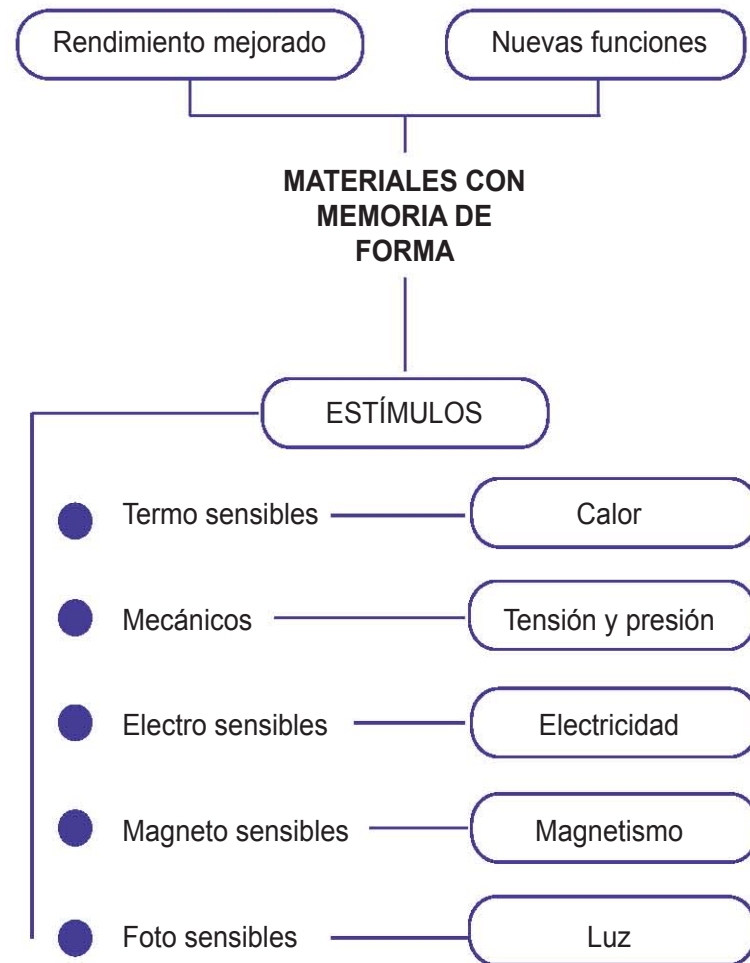 Rendimiento mejorado
Nuevas funciones
MATERIALES CON
MEMORIA DE
FORMA
ESTÍMULOS
Termo sensibles
Calor
Mecánicos
Tensión y presión
Electro sensibles
Electricidad
Magneto sensibles
Magnetismo
Foto sensibles
Luz